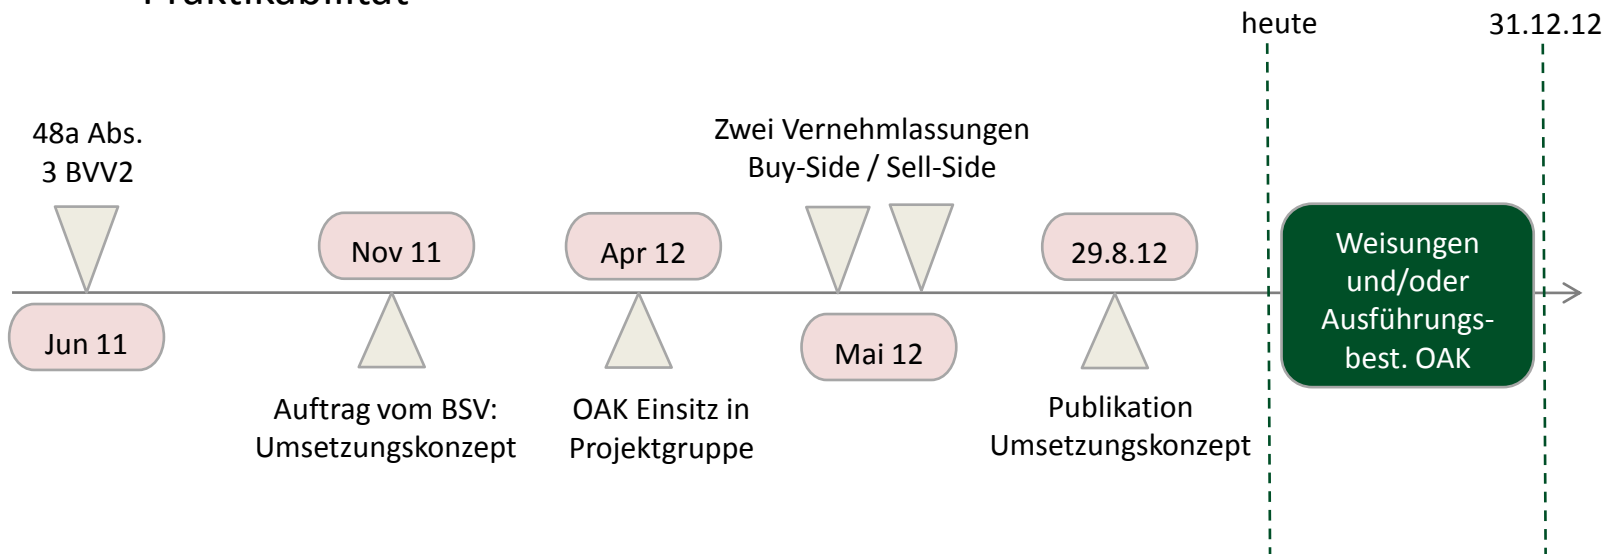 Praktikabilität
heute
31.12.12
48a Abs.
3 BVV2
Zwei Vernehmlassungen
Buy-Side / Sell-Side
Nov 11
Apr 12
29.8.12
Weisungen
und/oder
Ausführungs-
best. OAK
Jun 11
Mai 12
Auftrag vom BSV:
Umsetzungskonzept
OAK Einsitz in
Projektgruppe
Publikation
Umsetzungskonzept